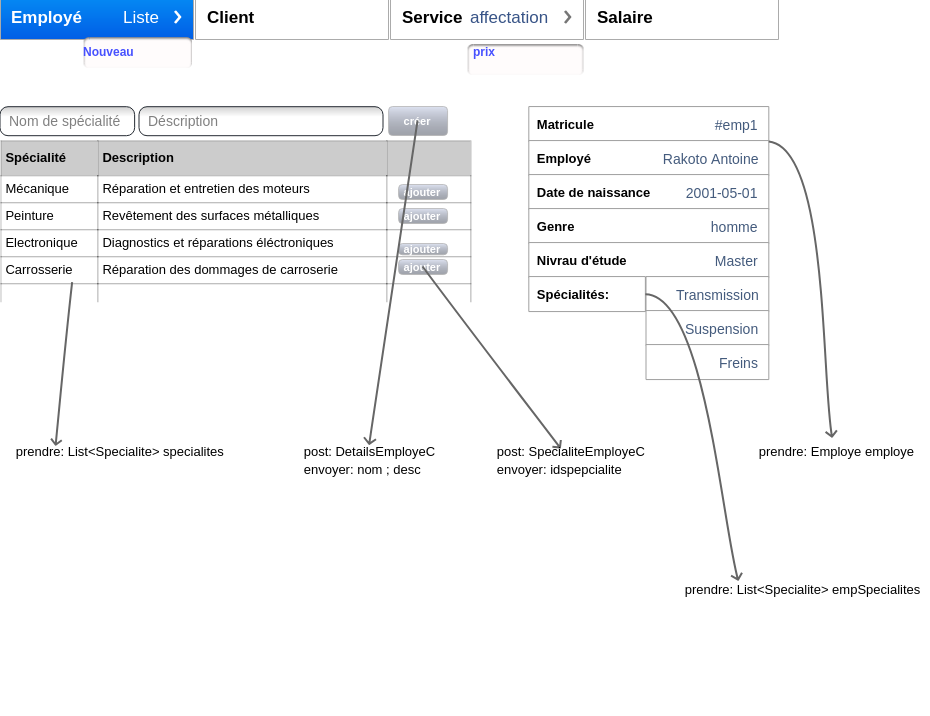 Employé Liste Client Service affectation Salaire
Nouveau prix
Nom de spécialité Déscription créer
Spécialité Description
Mécanique Réparation et entretien des moteurs ajouter
Peinture Revêtement des surfaces métalliques ajouter
Electronique Diagnostics et réparations éléctroniques ajouter
Carrosserie Réparation des dommages de carroserie ajouter
Matricule #emp1
Employé Rakoto Antoine
Date de naissance 2001-05-01
Genre homme
Nivrau d'étude Master
Spécialités: Transmission
Suspension
Freins
prendre: List<Specialite> specialites
post: DetailsEmployeC
envoyer: nom ; desc
post: SpecialiteEmployeC
envoyer: idspepcialite
prendre: Employe employe
prendre: List<Specialite> empSpecialites